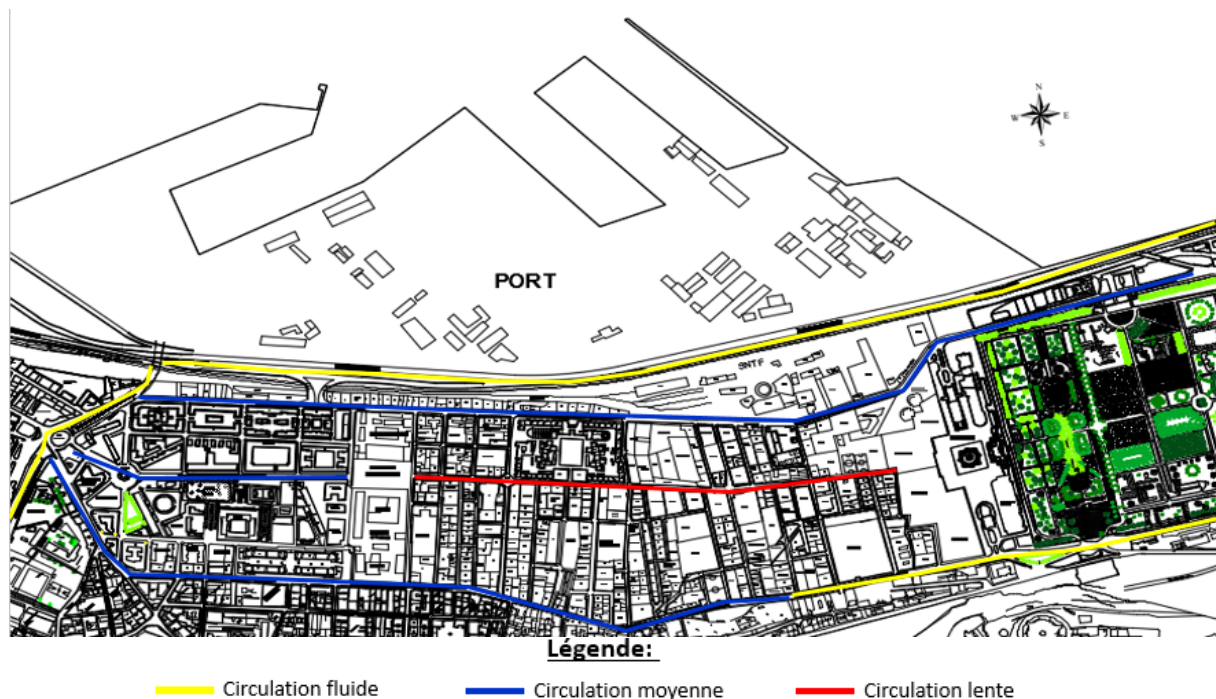 N
W E
S
PORT
SNTF
Légende:
Circulation fluide Circulation moyenne Circulation lente